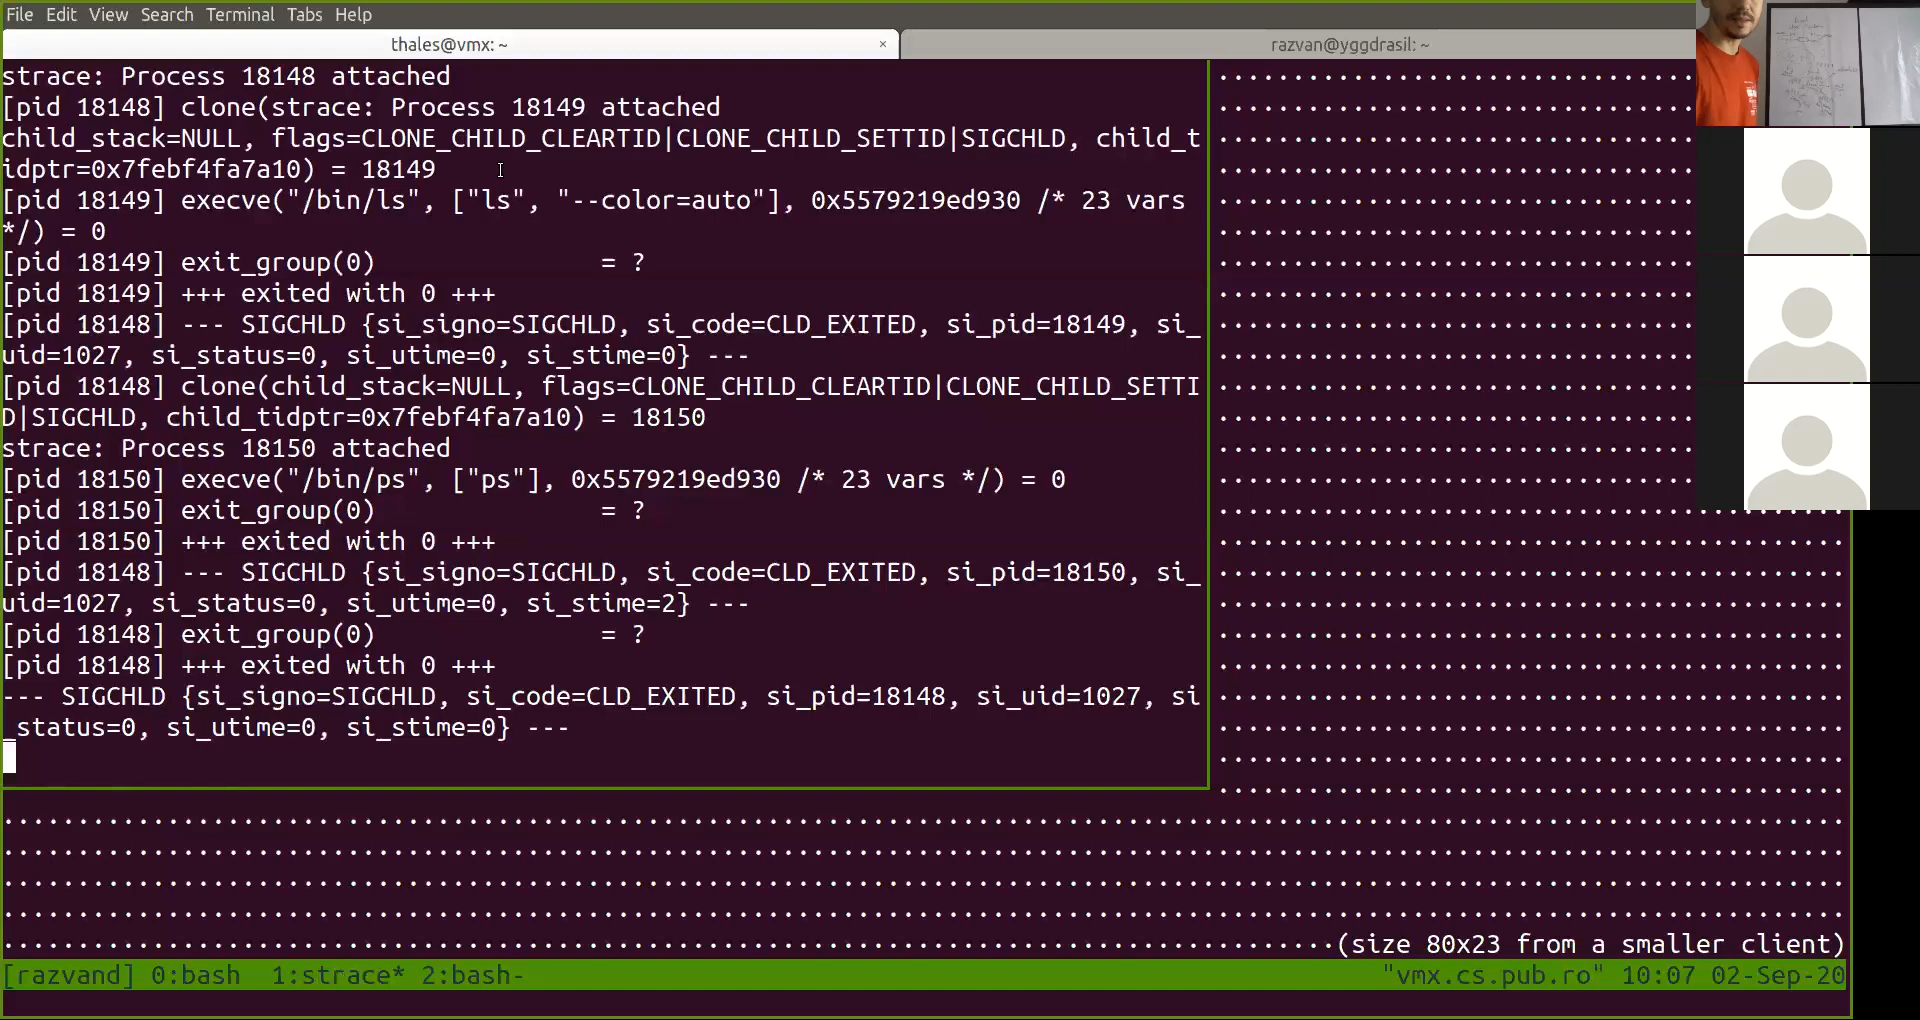 File Edit View Search Terminal Tabs Help
thales@vmx: ~ ×
razvan@yggdrasil: ~
strace: Process 18148 attached
[pid 18148] clone(strace: Process 18149 attached
child_stack=NULL, flags=CLONE_CHILD_CLEARTID|CLONE_CHILD_SETTID|SIGCHLD, child_t
idptr=0x7febf4fa7a10) = 18149
[pid 18149] execve("/bin/ls", ["ls", "--color=auto"], 0x5579219ed930 /* 23 vars
*/) = 0
[pid 18149] exit_group(0)               = ?
[pid 18149] +++ exited with 0 +++
[pid 18148] --- SIGCHLD {si_signo=SIGCHLD, si_code=CLD_EXITED, si_pid=18149, si_
uid=1027, si_status=0, si_utime=0, si_stime=0} ---
[pid 18148] clone(child_stack=NULL, flags=CLONE_CHILD_CLEARTID|CLONE_CHILD_SETTI
D|SIGCHLD, child_tidptr=0x7febf4fa7a10) = 18150
strace: Process 18150 attached
[pid 18150] execve("/bin/ps", ["ps"], 0x5579219ed930 /* 23 vars */) = 0
[pid 18150] exit_group(0)               = ?
[pid 18150] +++ exited with 0 +++
[pid 18148] --- SIGCHLD {si_signo=SIGCHLD, si_code=CLD_EXITED, si_pid=18150, si_
uid=1027, si_status=0, si_utime=0, si_stime=2} ---
[pid 18148] exit_group(0)               = ?
[pid 18148] +++ exited with 0 +++
--- SIGCHLD {si_signo=SIGCHLD, si_code=CLD_EXITED, si_pid=18148, si_uid=1027, si
_status=0, si_utime=0, si_stime=0} ---
(size 80x23 from a smaller client)
[razvand] 0:bash  1:strace* 2:bash-
"vmx.cs.pub.ro" 10:07 02-Sep-20